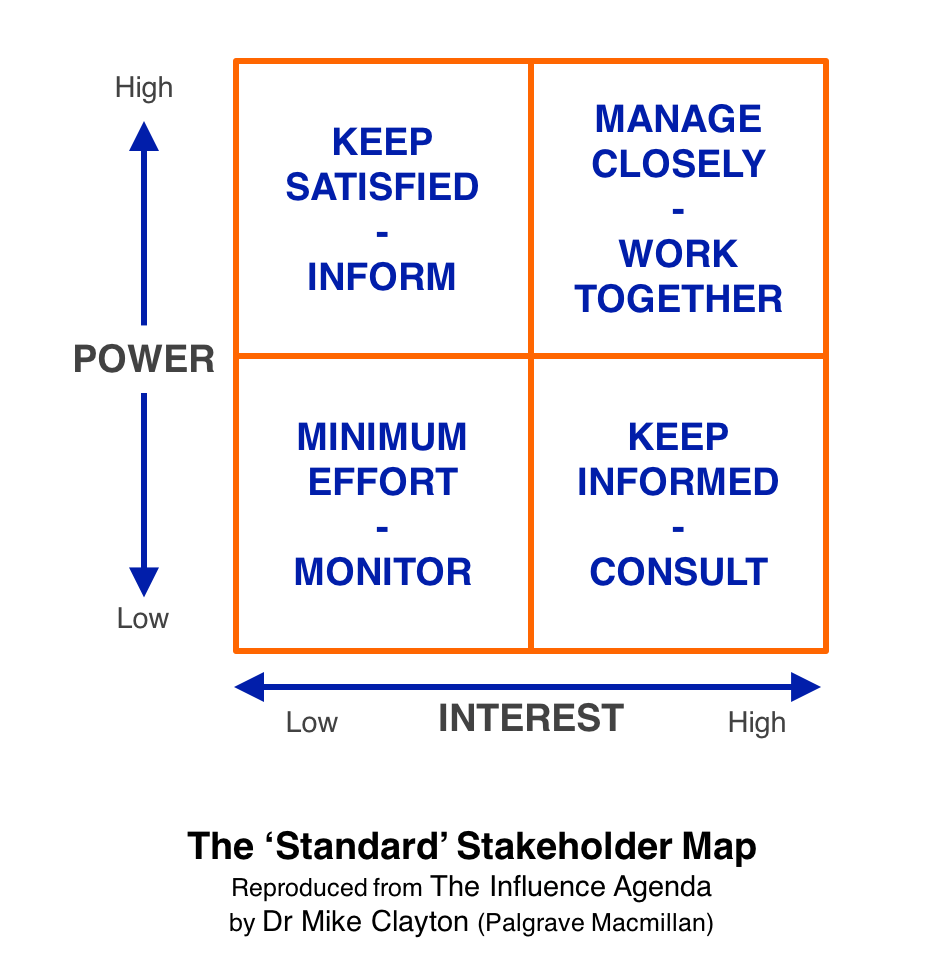 High
KEEP
SATISFIED
-
INFORM
MANAGE
CLOSELY
-
WORK
TOGETHER
POWER
MINIMUM
EFFORT
-
MONITOR
KEEP
INFORMED
-
CONSULT
Low
Low
INTEREST
High
The ‘Standard’ Stakeholder Map
Reproduced from The Influence Agenda
by Dr Mike Clayton (Palgrave Macmillan)